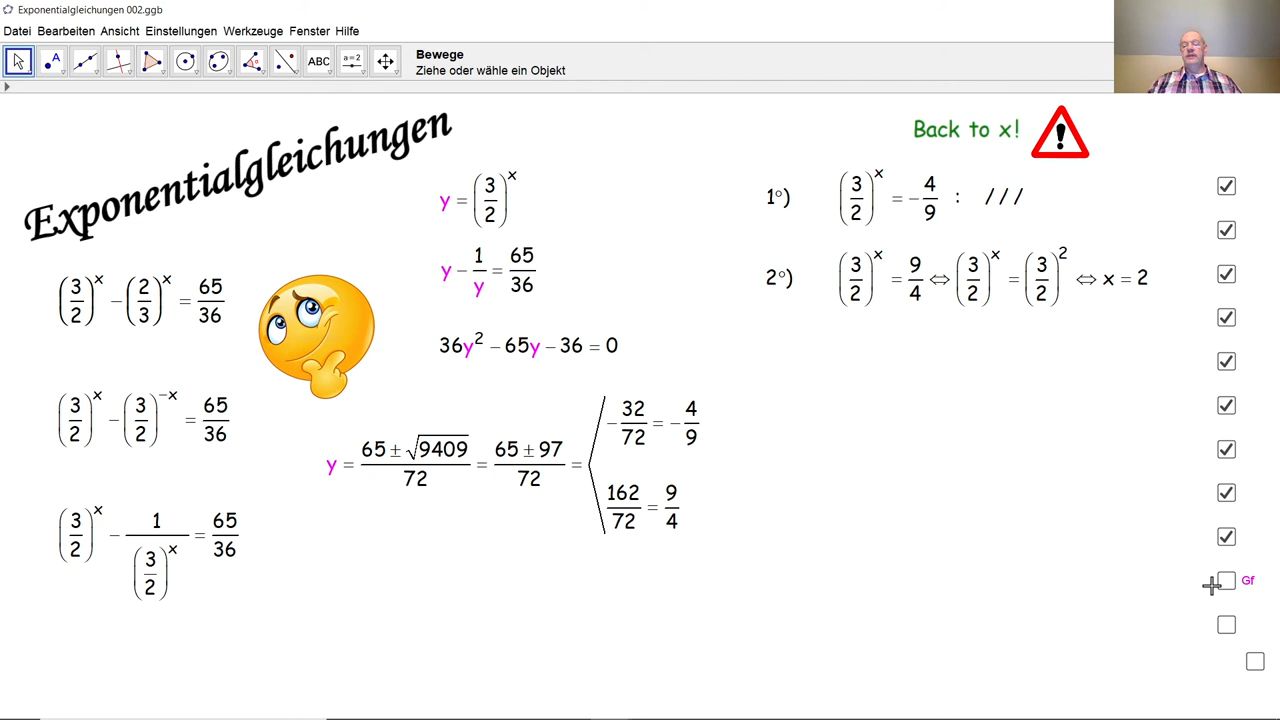 Exponentialgleichungen 002.ggb
Datei Bearbeiten Ansicht Einstellungen Werkzeuge Fenster Hilfe
A
ABC
a=2
Bewege
Ziehe oder wähle ein Objekt
Exponentialgleichungen
(3/2)^x − (2/3)^x = 65/36
(3/2)^x − (3/2)^−x = 65/36
(3/2)^x − 1/(3/2)^x = 65/36
y = (3/2)^x
y − 1/y = 65/36
36y² − 65y − 36 = 0
y = (65 ± √9409)/72 = (65 ± 97)/72 =
−32/72 = −4/9
162/72 = 9/4
Back to x!
!
1°) (3/2)^x = −4/9 : ///
2°) (3/2)^x = 9/4 ⇔ (3/2)^x = (3/2)^2 ⇔ x = 2
Gf